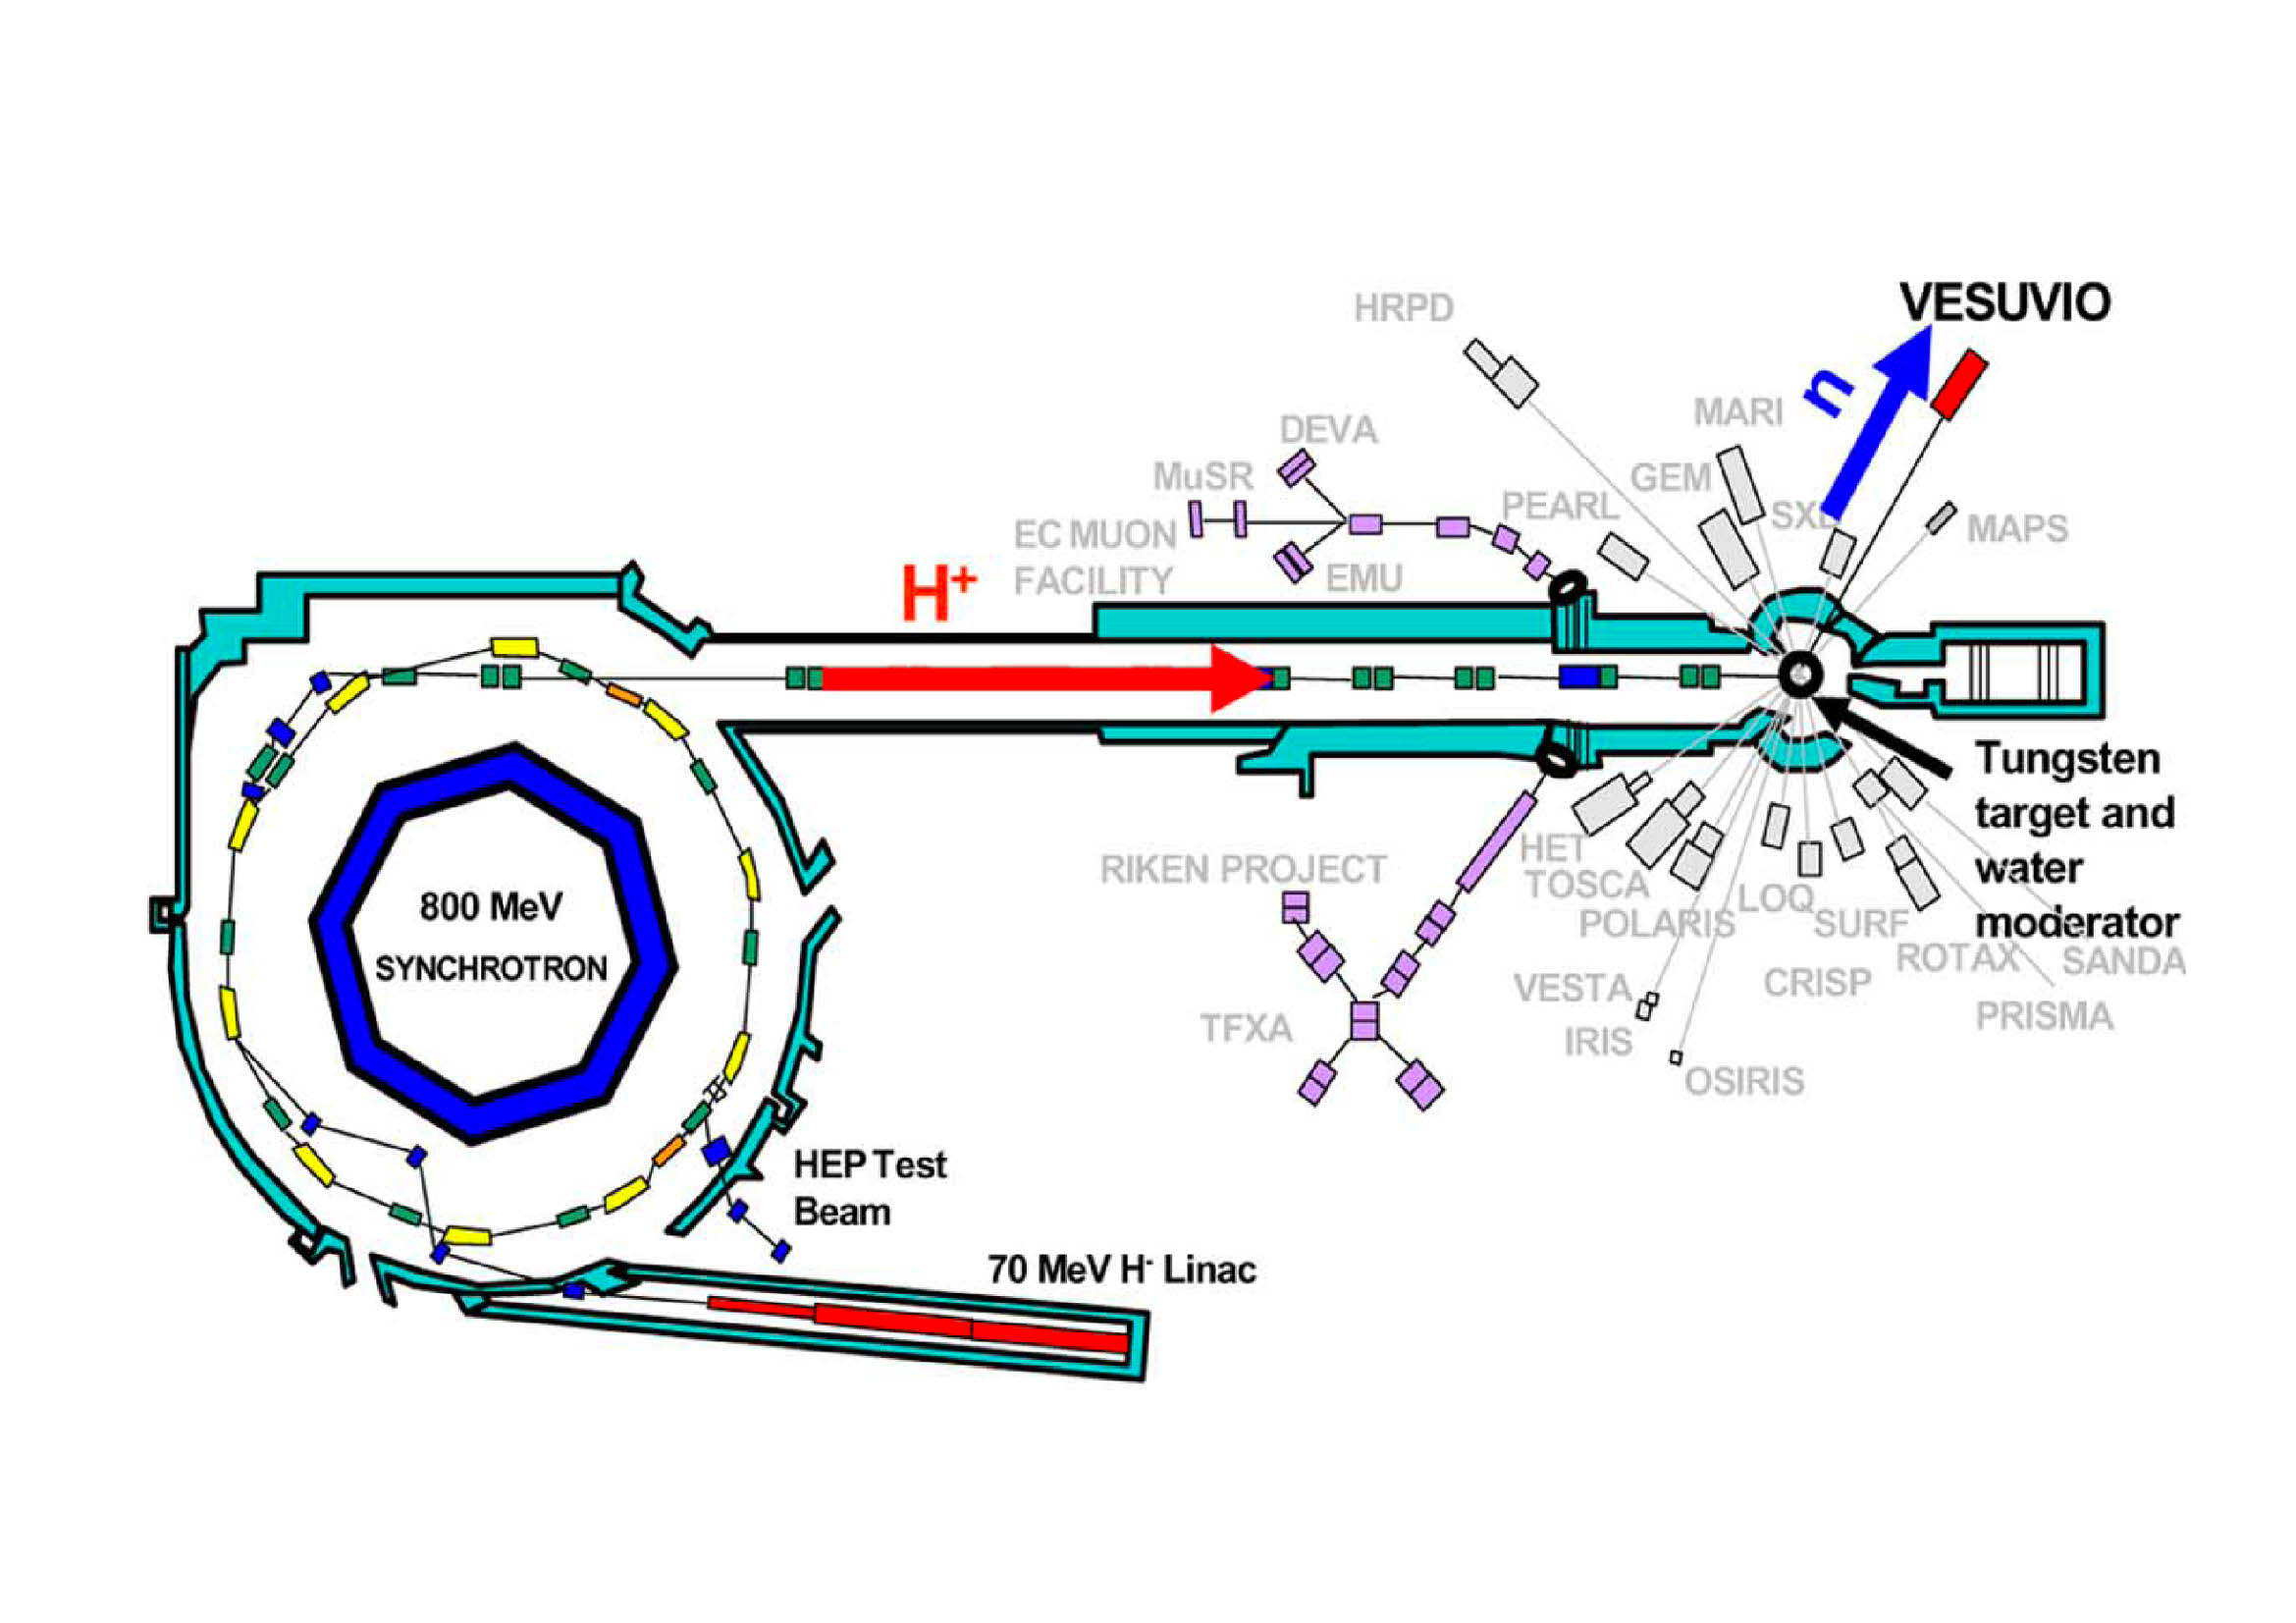 VESUVIO
HRPD
n
MARI
DEVA
MuSR
GEM
PEARL
SXD
MAPS
EC MUON
FACILITY
EMU
H+
Tungsten
target and
water
moderator
800 MeV
SYNCHROTRON
RIKEN PROJECT
HET
TOSCA
POLARIS
LOQ
SURF
ROTAX
SANDA
VESTA
CRISP
PRISMA
TFXA
IRIS
OSIRIS
HEP Test
Beam
70 MeV H- Linac